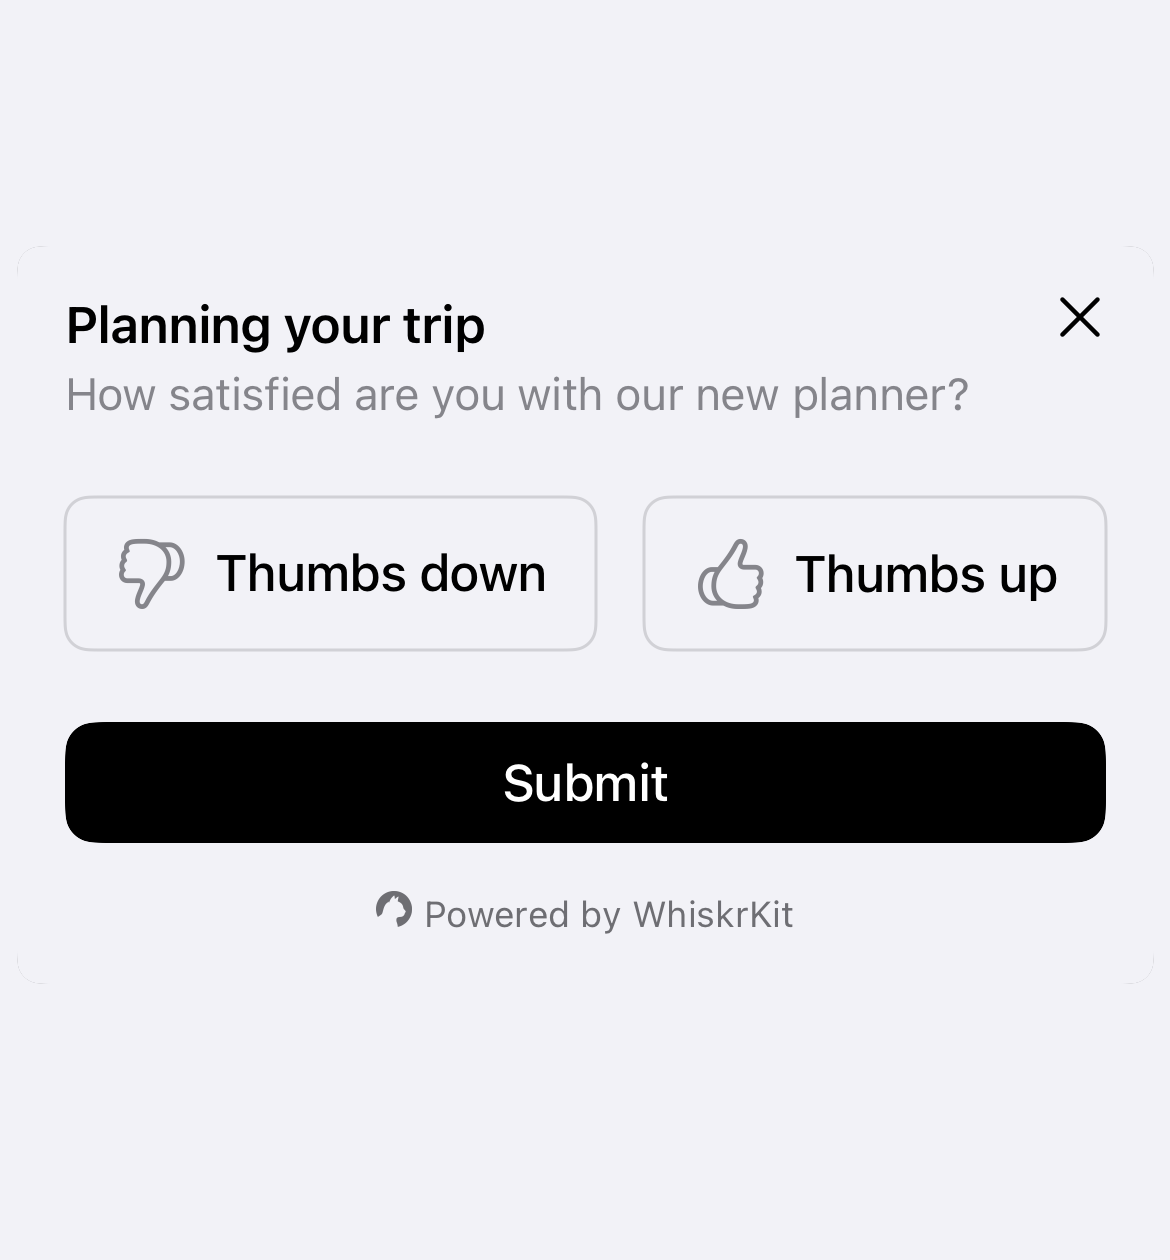 Planning your trip
How satisfied are you with our new planner?
Thumbs down
Thumbs up
Submit
Powered by WhiskrKit